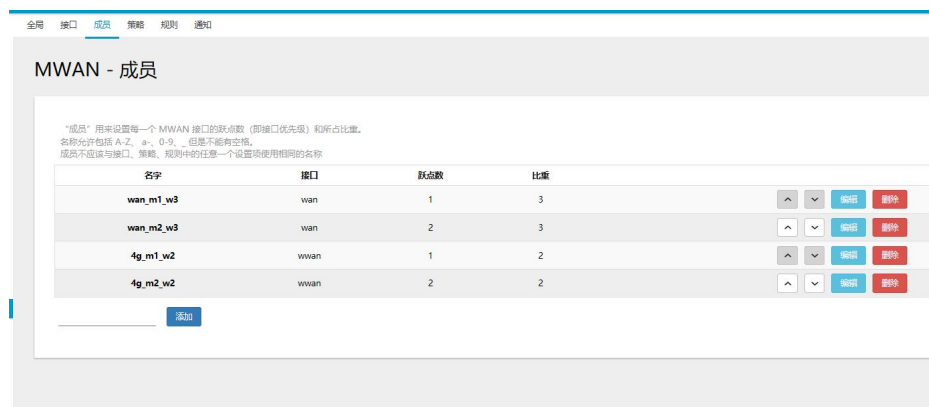 全局 接口 成员 策略 规则 通知
MWAN - 成员
“成员”用来设置每一个 MWAN 接口的跃点数（即接口优先级）和所占比重。
名称允许包括 A-Z、 a-、0-9、_ 但是不能有空格。
成员不应该与接口、策略、规则中的任意一个设置项使用相同的名称
名字 接口 跃点数 比重
wan_m1_w3 wan 1 3 编辑 删除
wan_m2_w3 wan 2 3 编辑 删除
4g_m1_w2 wwan 1 2 编辑 删除
4g_m2_w2 wwan 2 2 编辑 删除
添加